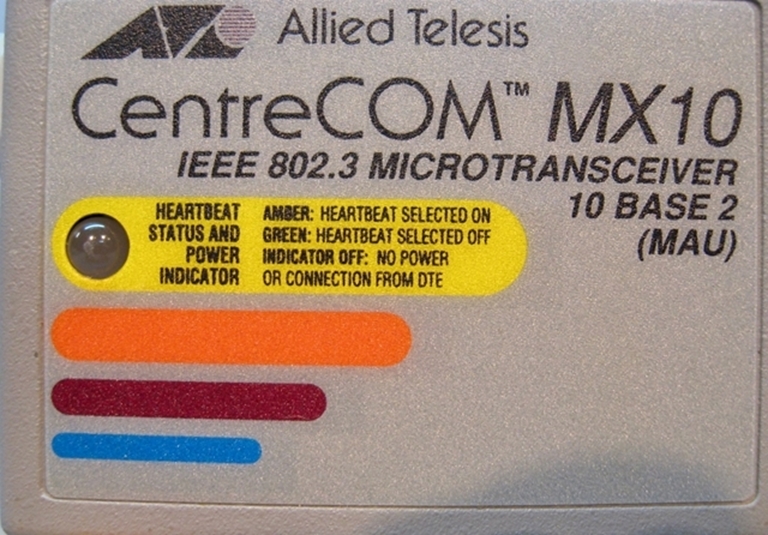 Allied Telesis
CentreCOM™ MX10
IEEE 802.3 MICROTRANSCEIVER
10 BASE 2
(MAU)
HEARTBEAT
STATUS AND
POWER
INDICATOR
AMBER: HEARTBEAT SELECTED ON
GREEN: HEARTBEAT SELECTED OFF
INDICATOR OFF: NO POWER
OR CONNECTION FROM DTE